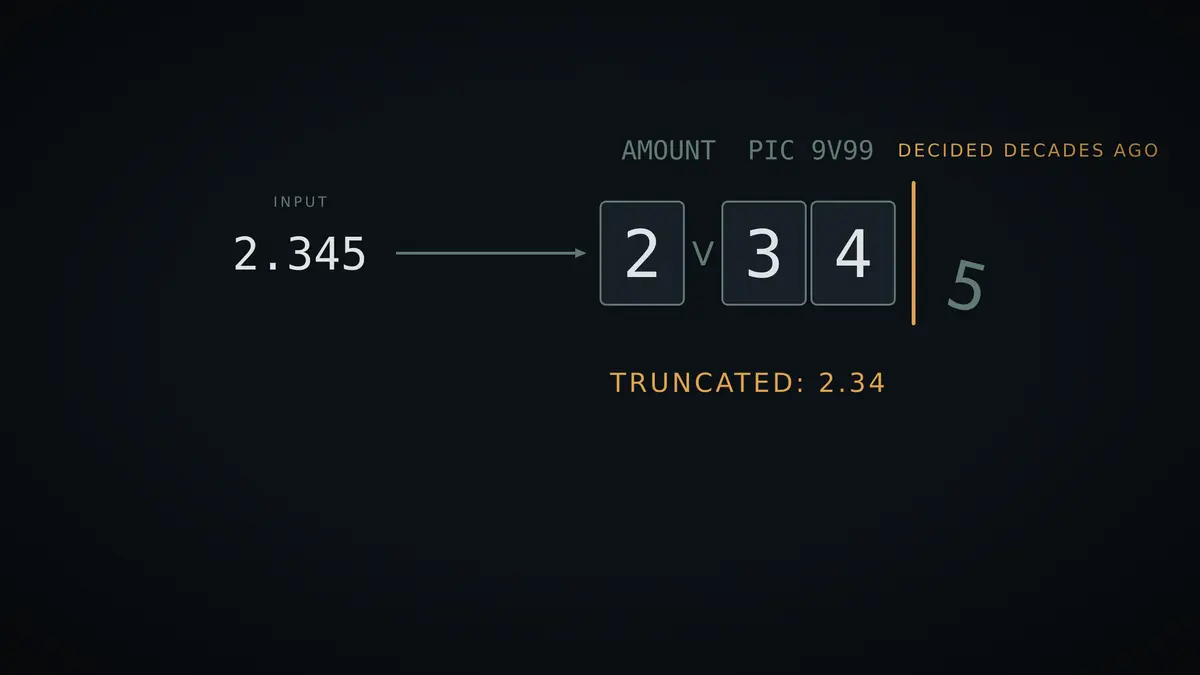 AMOUNT PIC 9V99 DECIDED DECADES AGO
INPUT
2.345 2 V 3 4 5
TRUNCATED: 2.34